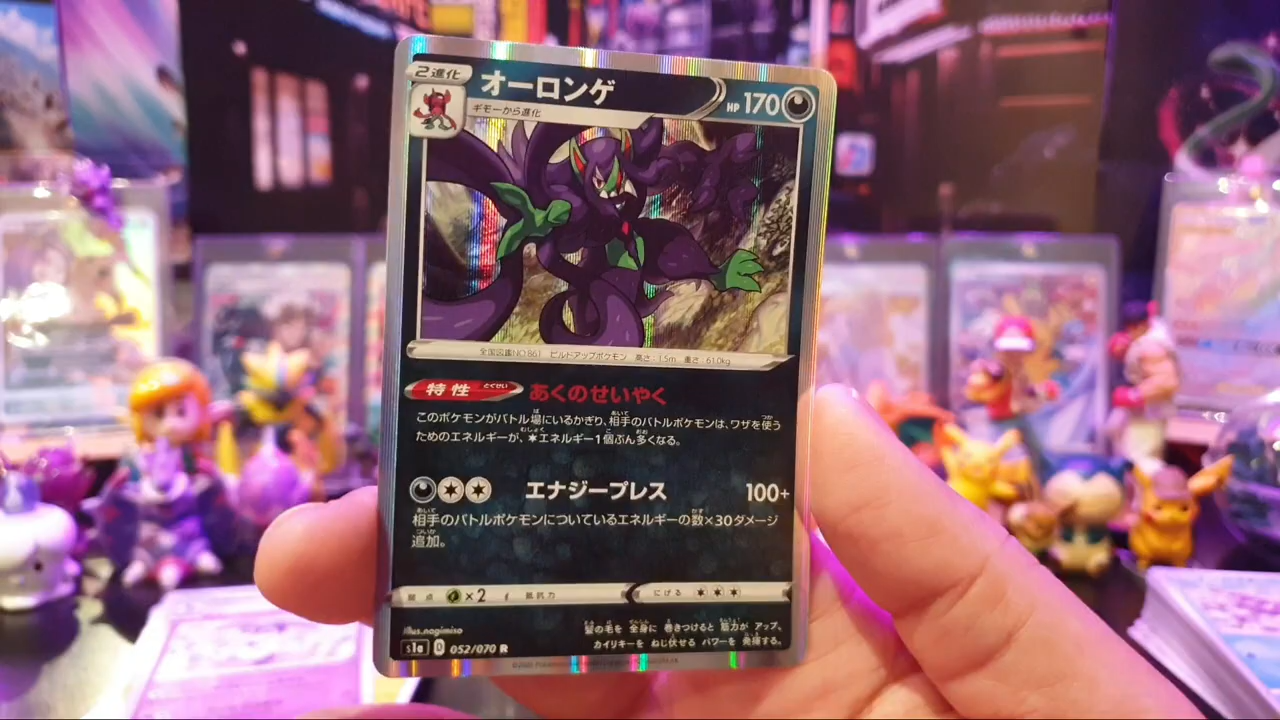 2進化
オーロンゲ
HP 170
ギモーから進化
全国図鑑NO.861 ビルドアップポケモン 高さ:1.5m 重さ:61.0kg
特性 とくせい あくのせいやく
このポケモンがバトル場にいるかぎり、相手のバトルポケモンは、ワザを使う
ためのエネルギーが、エネルギー1個ぶん多くなる。
エナジープレス 100+
相手のバトルポケモンについているエネルギーの数×30ダメージ
追加。
弱点 ×2 抵抗力 にげる
illus.nagimiso
髪の毛を 全身に 巻きつけると 筋力が アップ。
カイリキーを ねじ伏せる パワーを 発揮する。
s1a D 052/070 R